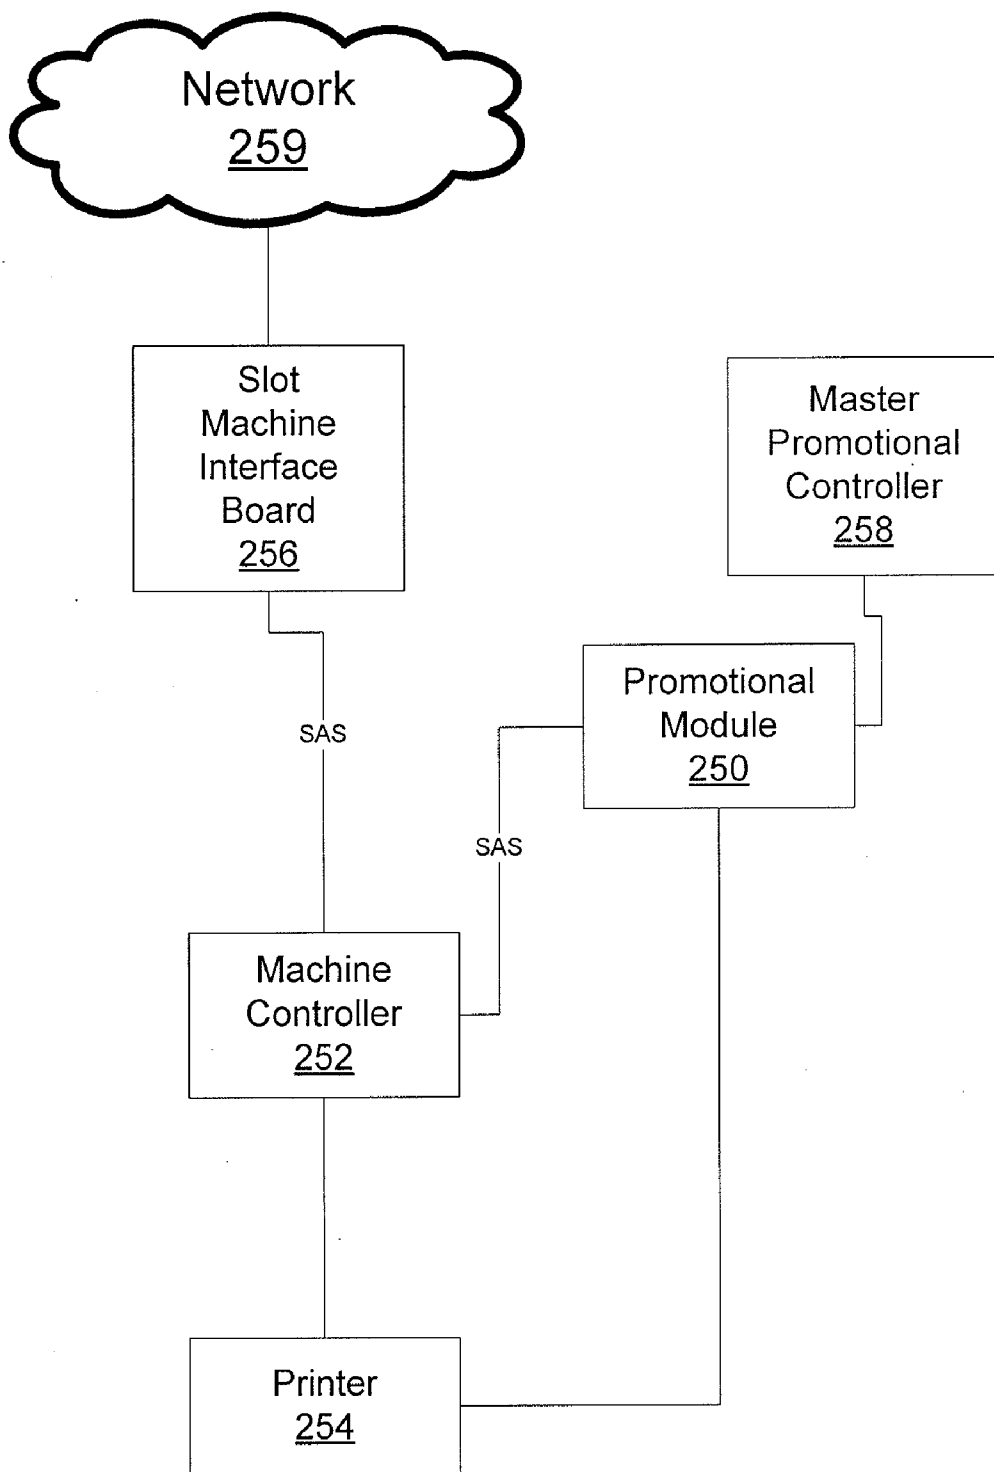 Network
259
Slot
Machine
Interface
Board
256
Master
Promotional
Controller
258
Promotional
Module
250
SAS
SAS
Machine
Controller
252
Printer
254